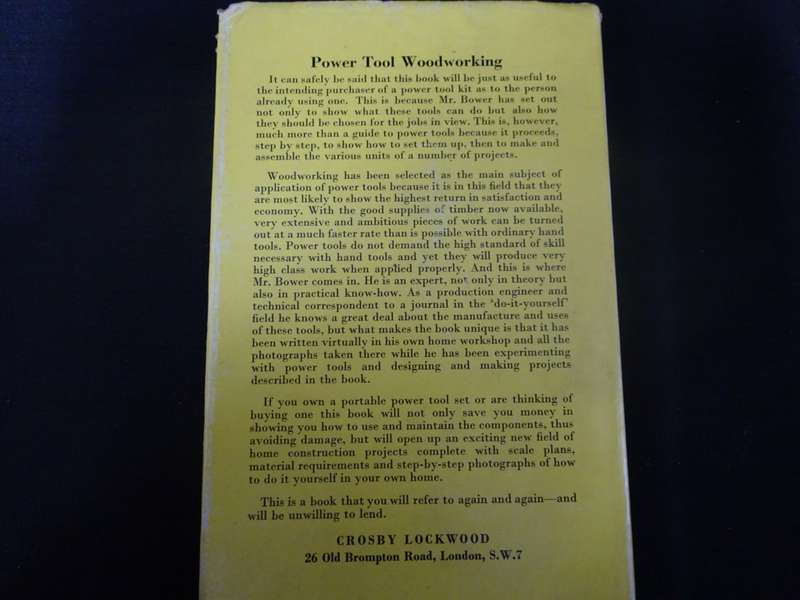 Power Tool Woodworking
It can safely be said that this book will be just as useful to
the intending purchaser of a power tool kit as to the person
already using one. This is because Mr. Bower has set out
not only to show what these tools can do but also how
they should be chosen for the jobs in view. This is, however,
much more than a guide to power tools because it proceeds,
step by step, to show how to set them up, then to make and
assemble the various units of a number of projects.
Woodworking has been selected as the main subject of
application of power tools because it is in this field that they
are most likely to show the highest return in satisfaction and
economy. With the good supplies of timber now available,
very extensive and ambitious pieces of work can be turned
out at a much faster rate than is possible with ordinary hand
tools. Power tools do not demand the high standard of skill
necessary with hand tools and yet they will produce very
high class work when applied properly. And this is where
Mr. Bower comes in. He is an expert, not only in theory but
also in practical know-how. As a production engineer and
technical correspondent to a journal in the 'do-it-yourself'
field he knows a great deal about the manufacture and uses
of these tools, but what makes the book unique is that it has
been written virtually in his own home workshop and all the
photographs taken there while he has been experimenting
with power tools and designing and making projects
described in the book.
If you own a portable power tool set or are thinking of
buying one this book will not only save you money in
showing you how to use and maintain the components, thus
avoiding damage, but will open up an exciting new field of
home construction projects complete with scale plans,
material requirements and step-by-step photographs of how
to do it yourself in your own home.
This is a book that you will refer to again and again—and
will be unwilling to lend.
CROSBY LOCKWOOD
26 Old Brompton Road, London, S.W.7